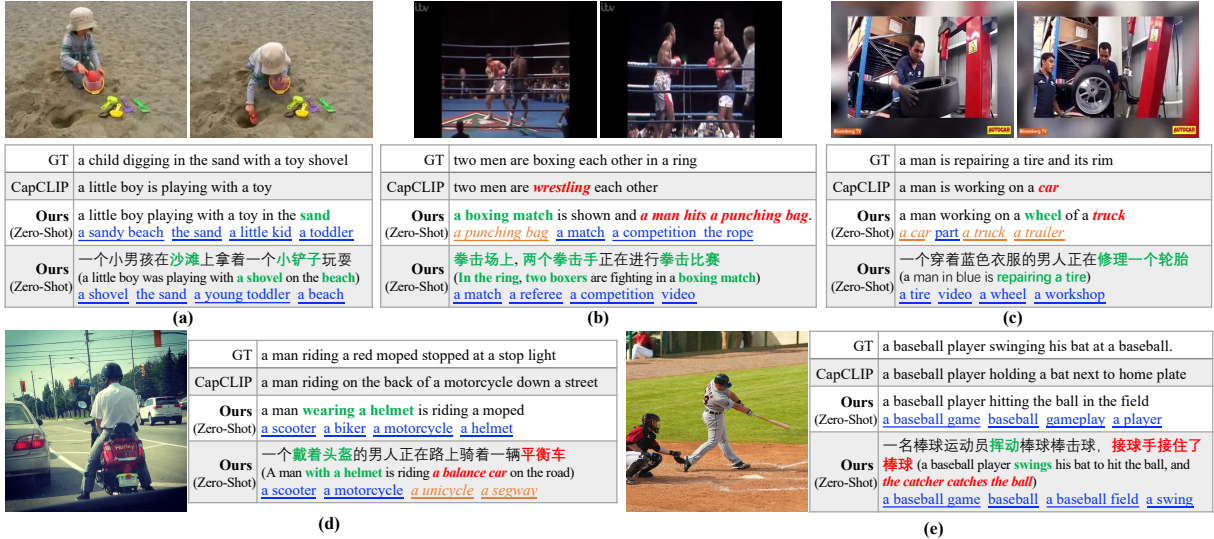 itv
itv
Bloomberg TV
AUTOCAR
Bloomberg TV
AUTOCAR
GT a child digging in the sand with a toy shovel
CapCLIP a little boy is playing with a toy
Ours (Zero-Shot) a little boy playing with a toy in the sand
a sandy beach the sand a little kid a toddler
Ours (Zero-Shot) 一个小男孩在沙滩上拿着一个小铲子玩耍
(a little boy was playing with a shovel on the beach)
a shovel the sand a young toddler a beach
(a)
GT two men are boxing each other in a ring
CapCLIP two men are wrestling each other
Ours (Zero-Shot) a boxing match is shown and a man hits a punching bag.
a punching bag a match a competition the rope
Ours (Zero-Shot) 拳击场上, 两个拳击手正在进行拳击比赛
(In the ring, two boxers are fighting in a boxing match)
a match a referee a competition video
(b)
GT a man is repairing a tire and its rim
CapCLIP a man is working on a car
Ours (Zero-Shot) a man working on a wheel of a truck
a car part a truck a trailer
Ours (Zero-Shot) 一个穿着蓝色衣服的男人正在修理一个轮胎
(a man in blue is repairing a tire)
a tire video a wheel a workshop
(c)
GT a man riding a red moped stopped at a stop light
CapCLIP a man riding on the back of a motorcycle down a street
Ours (Zero-Shot) a man wearing a helmet is riding a moped
a scooter a biker a motorcycle a helmet
Ours (Zero-Shot) 一个戴着头盔的男人正在路上骑着一辆平衡车
(A man with a helmet is riding a balance car on the road)
a scooter a motorcycle a unicycle a segway
(d)
GT a baseball player swinging his bat at a baseball.
CapCLIP a baseball player holding a bat next to home plate
Ours (Zero-Shot) a baseball player hitting the ball in the field
a baseball game baseball gameplay a player
Ours (Zero-Shot) 一名棒球运动员挥动棒球棒击球，接球手接住了
棒球 (a baseball player swings his bat to hit the ball, and
the catcher catches the ball)
a baseball game baseball a baseball field a swing
(e)